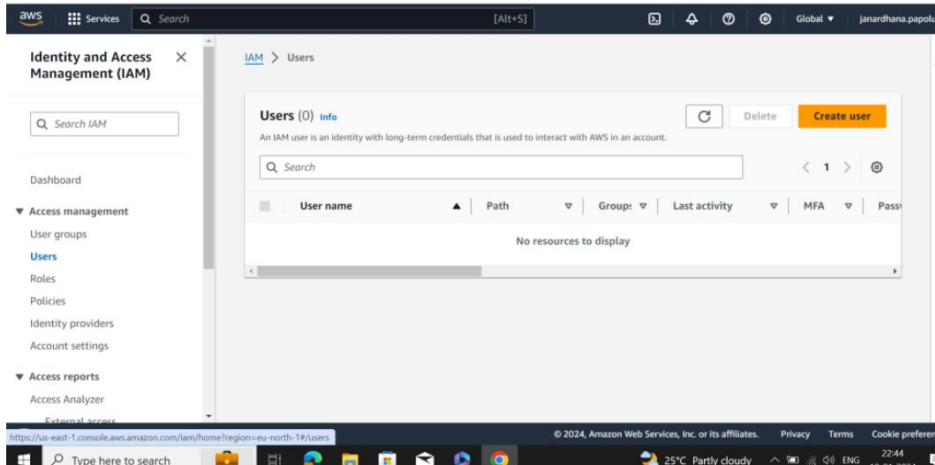 aws Services Search [Alt+S] Global janardhana.papolu
Identity and Access Management (IAM)
Search IAM
Dashboard
Access management
User groups
Users
Roles
Policies
Identity providers
Account settings
Access reports
Access Analyzer
External access
IAM > Users
Users (0) Info
Delete
Create user
An IAM user is an identity with long-term credentials that is used to interact with AWS in an account.
Search
1
User name Path Groups Last activity MFA
No resources to display
https://us-east-1.console.aws.amazon.com/iam/home?region=eu-north-1#/users
© 2024, Amazon Web Services, Inc. or its affiliates. Privacy Terms Cookie preferen
Type here to search
25°C Partly cloudy ENG 22:44